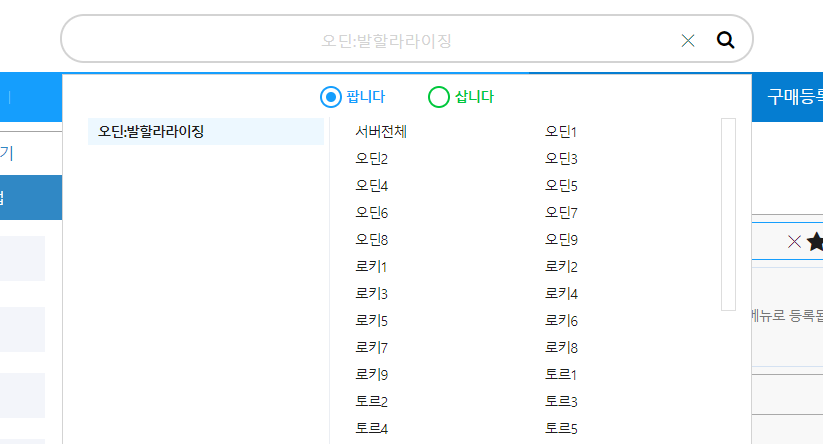 오딘:발할라라이징
팝니다 삽니다
구매등록
오딘:발할라라이징
서버전체 오딘1
오딘2 오딘3
오딘4 오딘5
오딘6 오딘7
오딘8 오딘9
로키1 로키2
로키3 로키4
로키5 로키6
로키7 로키8
로키9 토르1
토르2 토르3
토르4 토르5
기
메뉴로 등록됩